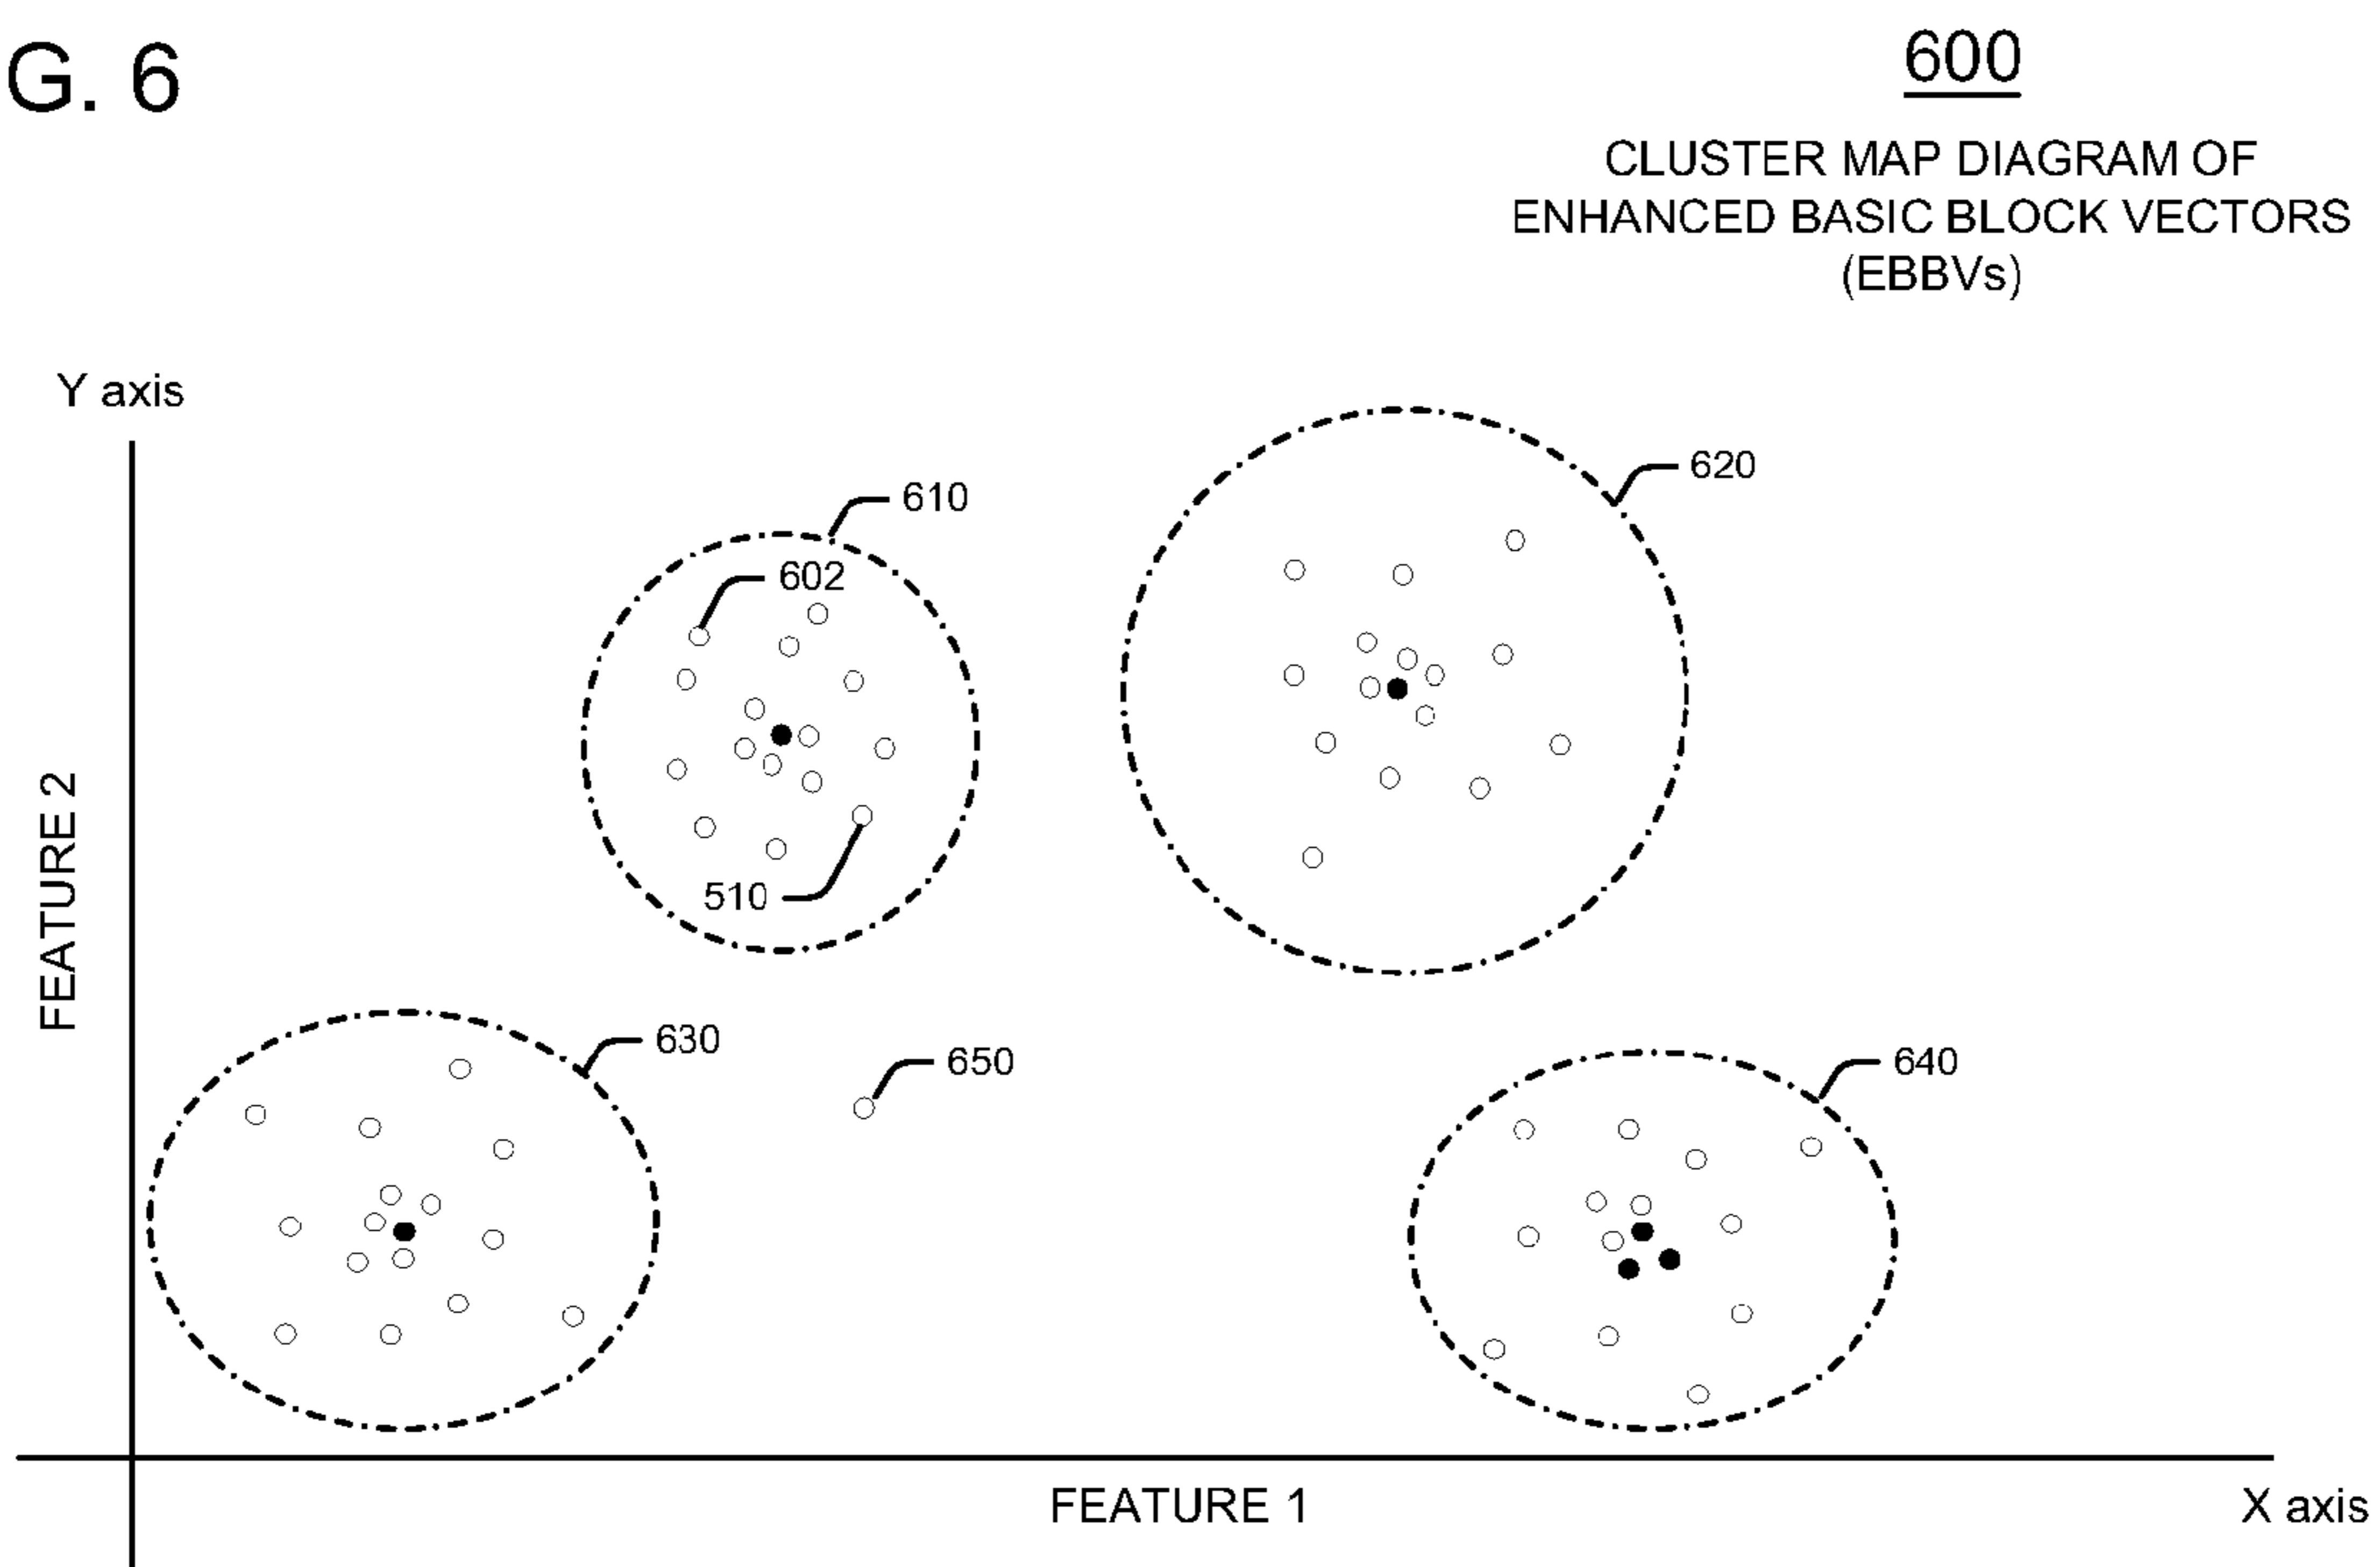 G. 6
600
CLUSTER MAP DIAGRAM OF
ENHANCED BASIC BLOCK VECTORS
(EBBVs)
Y axis
620
610
602
FEATURE 2
510
630
650
640
FEATURE 1
X axis